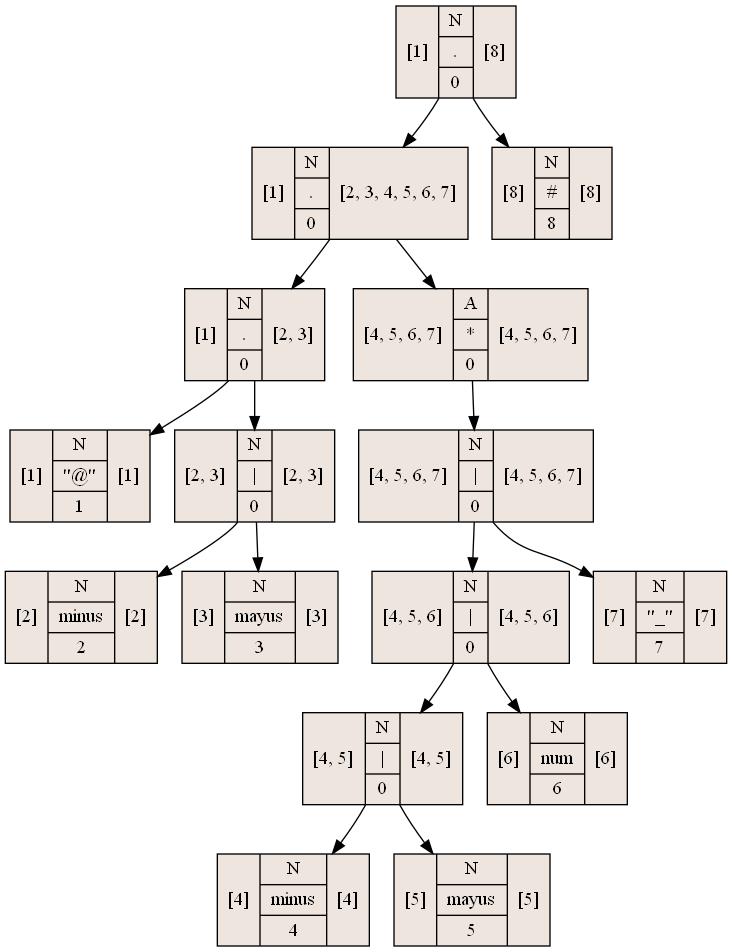 N
[1] . [8]
0
N
[1] . [2, 3, 4, 5, 6, 7]
0
N
[8] # [8]
8
N
[1] . [2, 3]
0
A
[4, 5, 6, 7] * [4, 5, 6, 7]
0
N
[1] "@" [1]
1
N
[2, 3] | [2, 3]
0
N
[4, 5, 6, 7] | [4, 5, 6, 7]
0
N
[2] minus [2]
2
N
[3] mayus [3]
3
N
[4, 5, 6] | [4, 5, 6]
0
N
[7] "_" [7]
7
N
[4, 5] | [4, 5]
0
N
[6] num [6]
6
N
[4] minus [4]
4
N
[5] mayus [5]
5